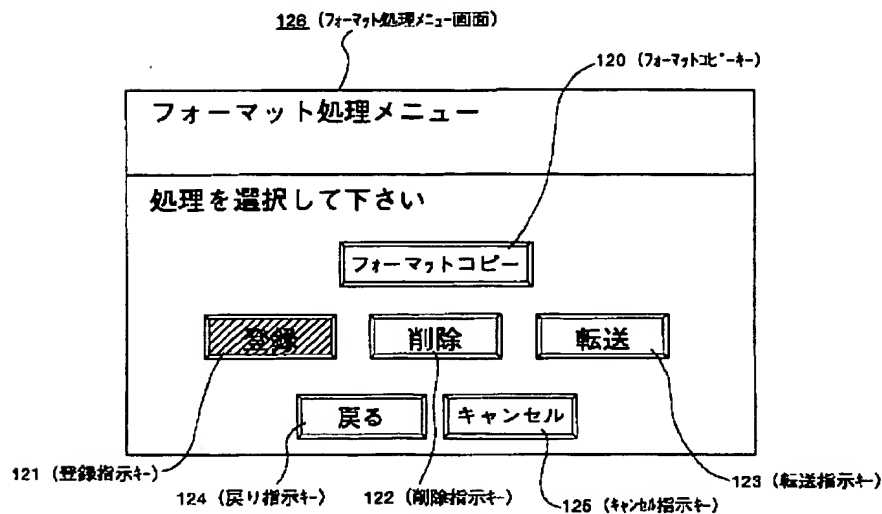 126 (フォーマット処理メニュー画面)
120 (フォーマットコピーキー)
フォーマット処理メニュー
処理を選択して下さい
フォーマットコピー
登録
削除
転送
戻る
キャンセル
121 (登録指示キー)
124 (戻り指示キー)
122 (削除指示キー)
125 (キャンセル指示キー)
123 (転送指示キー)